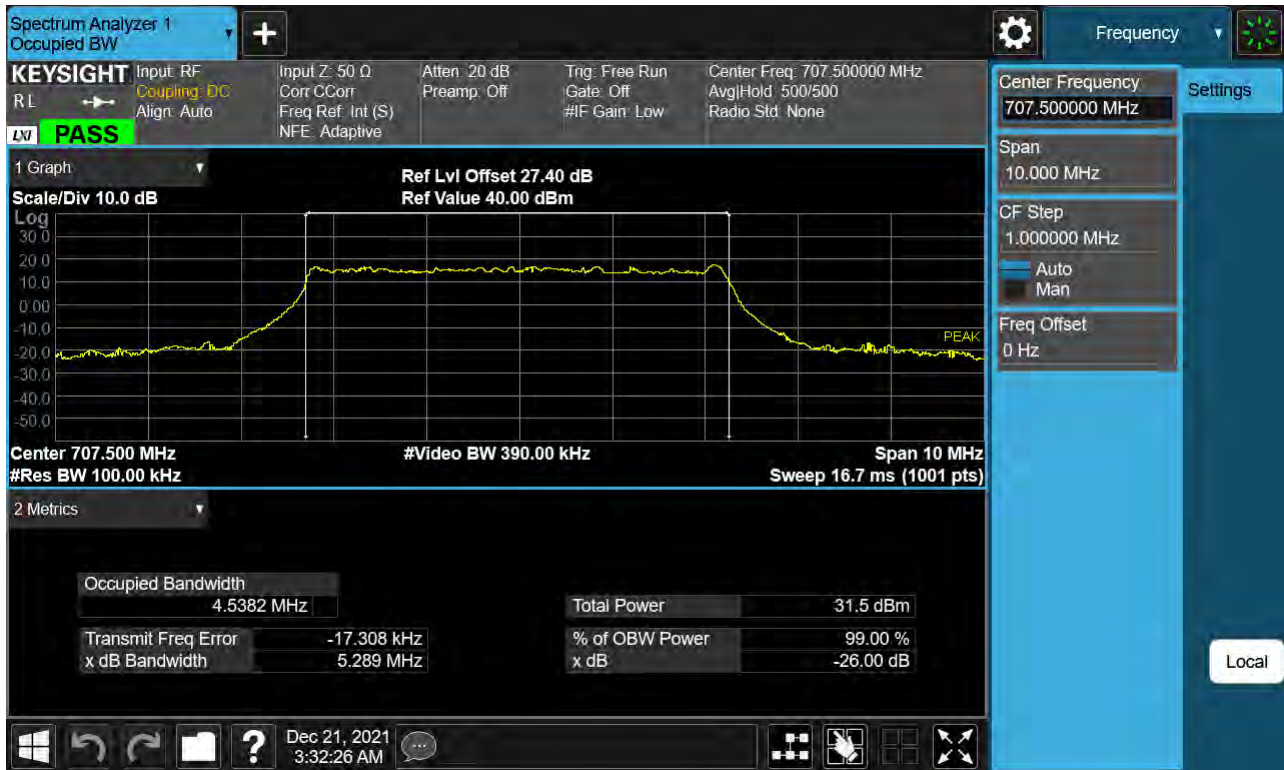 Spectrum Analyzer 1
Occupied BW
+
Frequency
KEYSIGHT
RL
LXI
PASS
Input: RF
Coupling: DC
Align: Auto
Input Z: 50 Ω
Corr CCorr
Freq Ref: Int (S)
NFE: Adaptive
Atten: 20 dB
Preamp: Off
Trig: Free Run
Gate: Off
#IF Gain: Low
Center Freq: 707.500000 MHz
Avg|Hold: 500/500
Radio Std: None
1 Graph
Scale/Div 10.0 dB
Ref Lvl Offset 27.40 dB
Ref Value 40.00 dBm
Log
30.0
20.0
10.0
0.00
-10.0
-20.0
-30.0
-40.0
-50.0
PEAK
Center 707.500 MHz
#Video BW 390.00 kHz
Span 10 MHz
#Res BW 100.00 kHz
Sweep 16.7 ms (1001 pts)
2 Metrics
Occupied Bandwidth
4.5382 MHz
Transmit Freq Error -17.308 kHz
x dB Bandwidth 5.289 MHz
Total Power 31.5 dBm
% of OBW Power 99.00 %
x dB -26.00 dB
Center Frequency
707.500000 MHz
Settings
Span
10.000 MHz
CF Step
1.000000 MHz
Auto
Man
Freq Offset
0 Hz
Local
?
Dec 21, 2021
3:32:26 AM